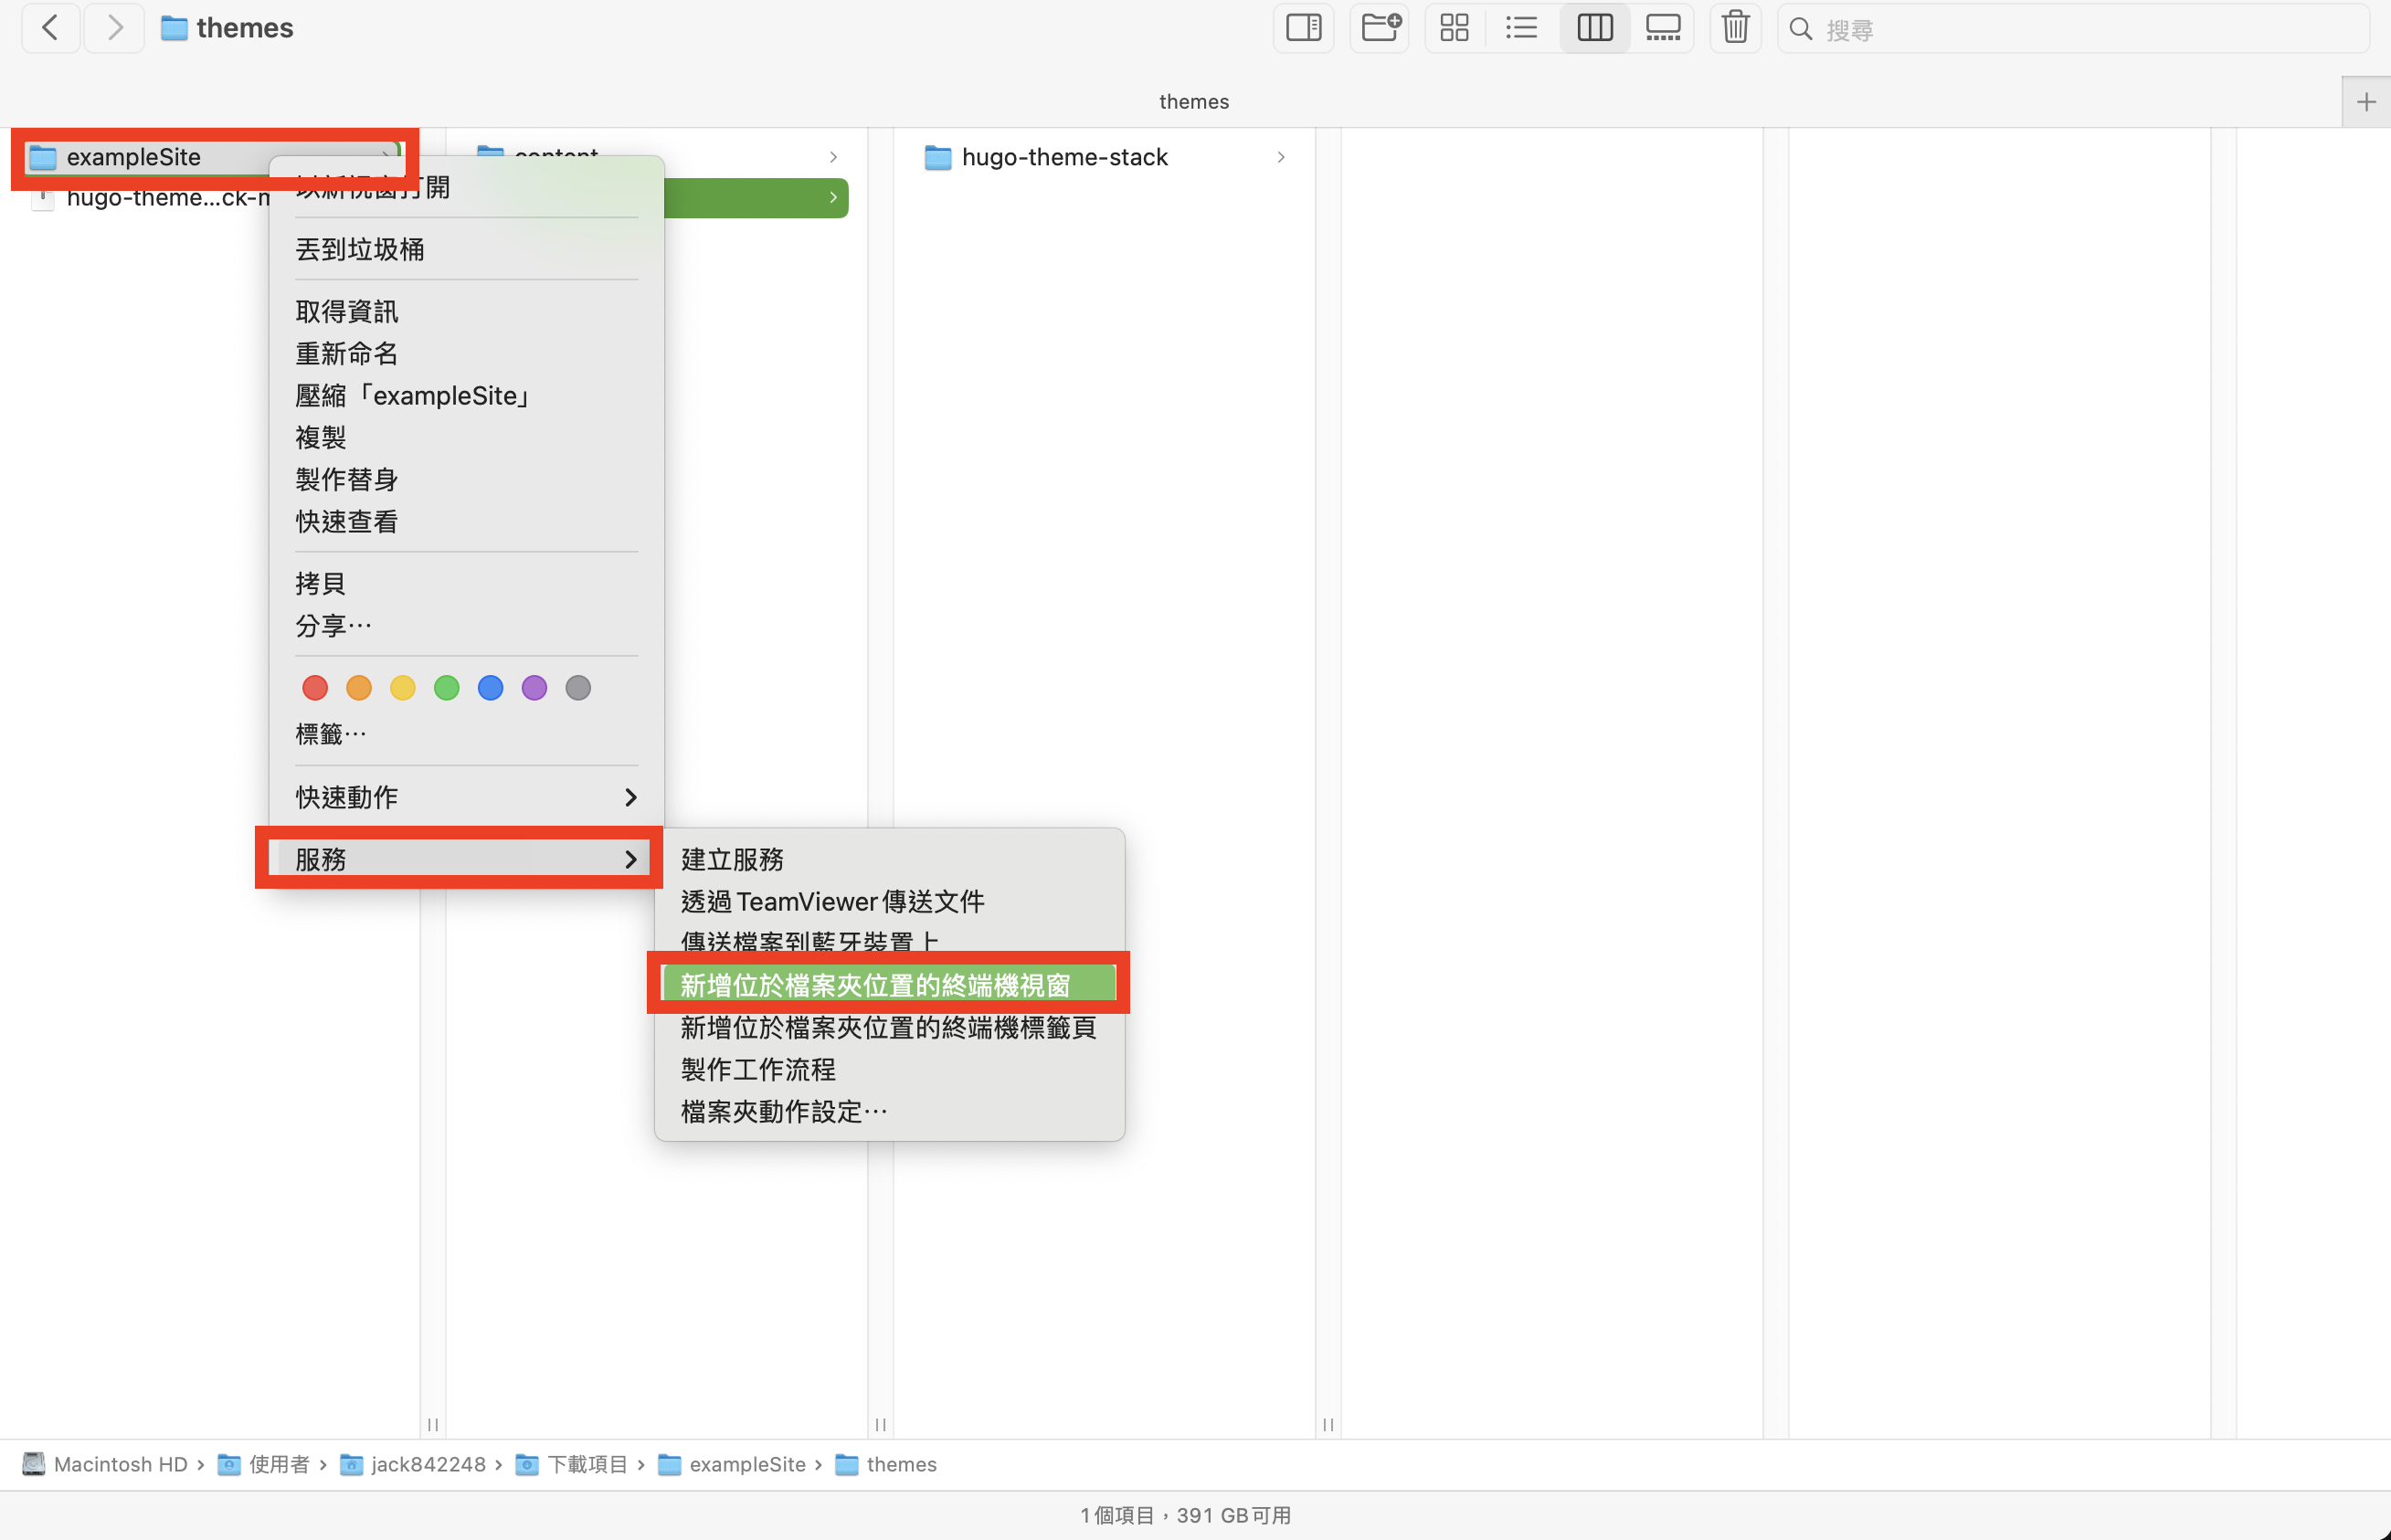 themes
搜尋
themes
exampleSite
content
hugo-theme-stack
hugo-theme...ck-m
以新視窗打開
丟到垃圾桶
取得資訊
重新命名
壓縮「exampleSite」
複製
製作替身
快速查看
拷貝
分享⋯
標籤⋯
快速動作
服務
建立服務
透過 TeamViewer 傳送文件
傳送檔案到藍牙裝置上
新增位於檔案夾位置的終端機視窗
新增位於檔案夾位置的終端機標籤頁
製作工作流程
檔案夾動作設定⋯
Macintosh HD › 使用者 › jack842248 › 下載項目 › exampleSite › themes
1 個項目，391 GB 可用